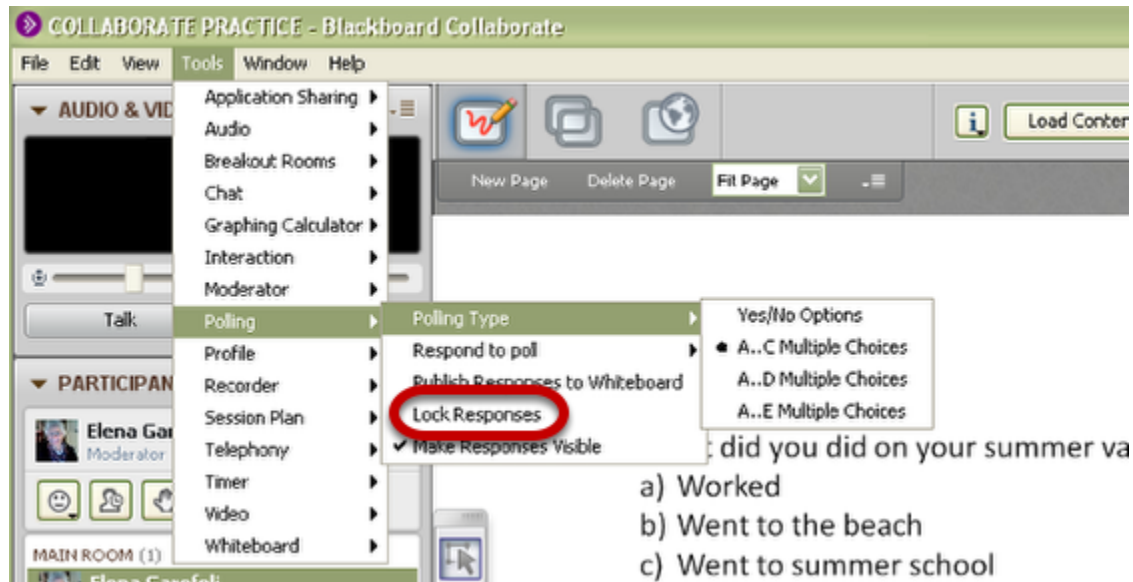 COLLABORATE PRACTICE - Blackboard Collaborate
File Edit View Tools Window Help
AUDIO & VID
Talk
PARTICIPAN
Elena Gar
Moderator
MAIN ROOM (1)
Elena Garofoli
Application Sharing
Audio
Breakout Rooms
Chat
Graphing Calculator
Interaction
Moderator
Polling
Profile
Recorder
Session Plan
Telephony
Timer
Video
Whiteboard
Polling Type
Respond to poll
Publish Responses to Whiteboard
Lock Responses
Make Responses Visible
Yes/No Options
A..C Multiple Choices
A..D Multiple Choices
A..E Multiple Choices
Load Conten
New Page Delete Page Fit Page
t did you did on your summer va
a) Worked
b) Went to the beach
c) Went to summer school